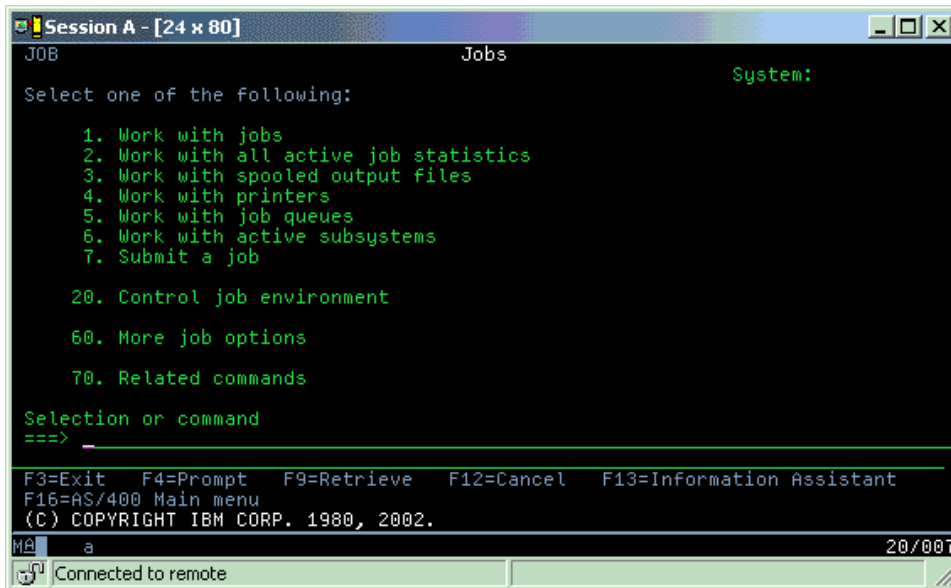 Session A - [24 x 80]
JOB Jobs
System:
Select one of the following:
1. Work with jobs
2. Work with all active job statistics
3. Work with spooled output files
4. Work with printers
5. Work with job queues
6. Work with active subsystems
7. Submit a job
20. Control job environment
60. More job options
70. Related commands
Selection or command
===> _
F3=Exit F4=Prompt F9=Retrieve F12=Cancel F13=Information Assistant
F16=AS/400 Main menu
(C) COPYRIGHT IBM CORP. 1980, 2002.
MA a 20/007
Connected to remote